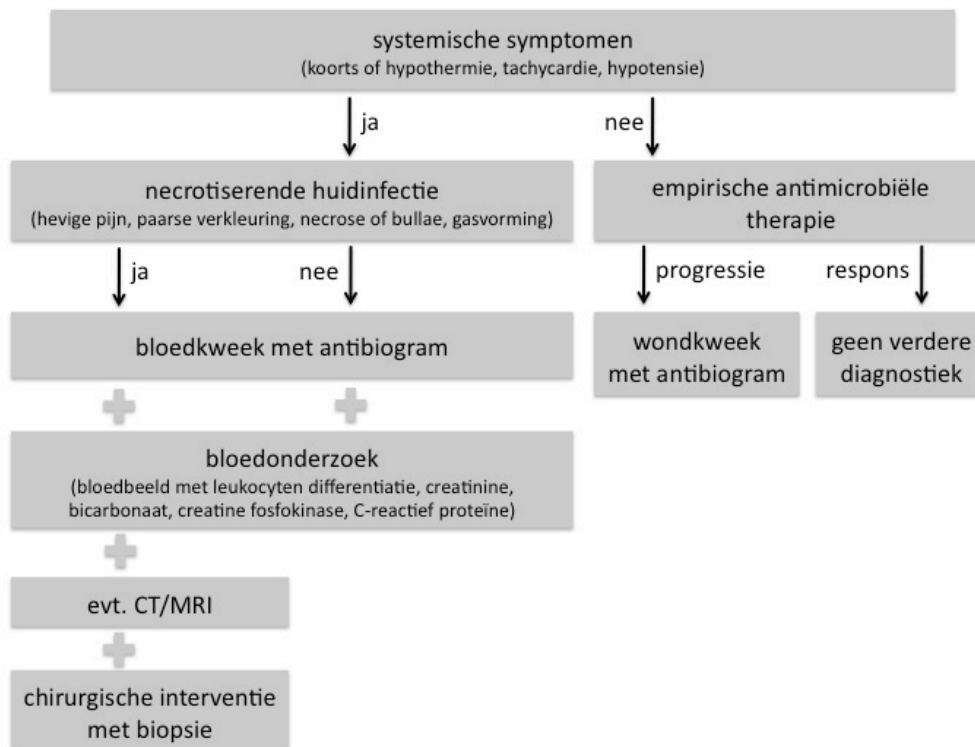 systemische symptomen
(koorts of hypothermie, tachycardie, hypotensie)
ja
nee
necrotiserende huidinfectie
(hevige pijn, paarse verkleuring, necrose of bullae, gasvorming)
empirische antimicrobiële
therapie
ja
nee
progressie
respons
bloedkweek met antibiogram
wondkweek
met antibiogram
geen verdere
diagnostiek
bloedonderzoek
(bloedbeeld met leukocyten differentiatie, creatinine,
bicarbonaat, creatine fosfokinase, C-reactief proteïne)
evt. CT/MRI
chirurgische interventie
met biopsie